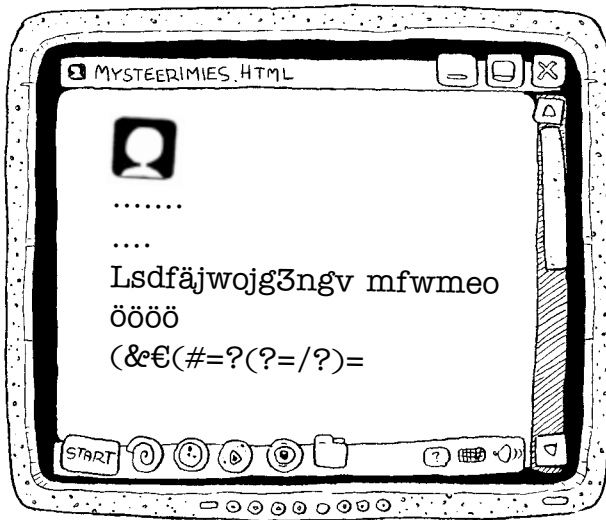 MYSTEERIMIES.HTML
.......
....
Lsdfäjwojg3ngv mfwmeo
öööö
(&€(#=?(?=/?)=
START ?